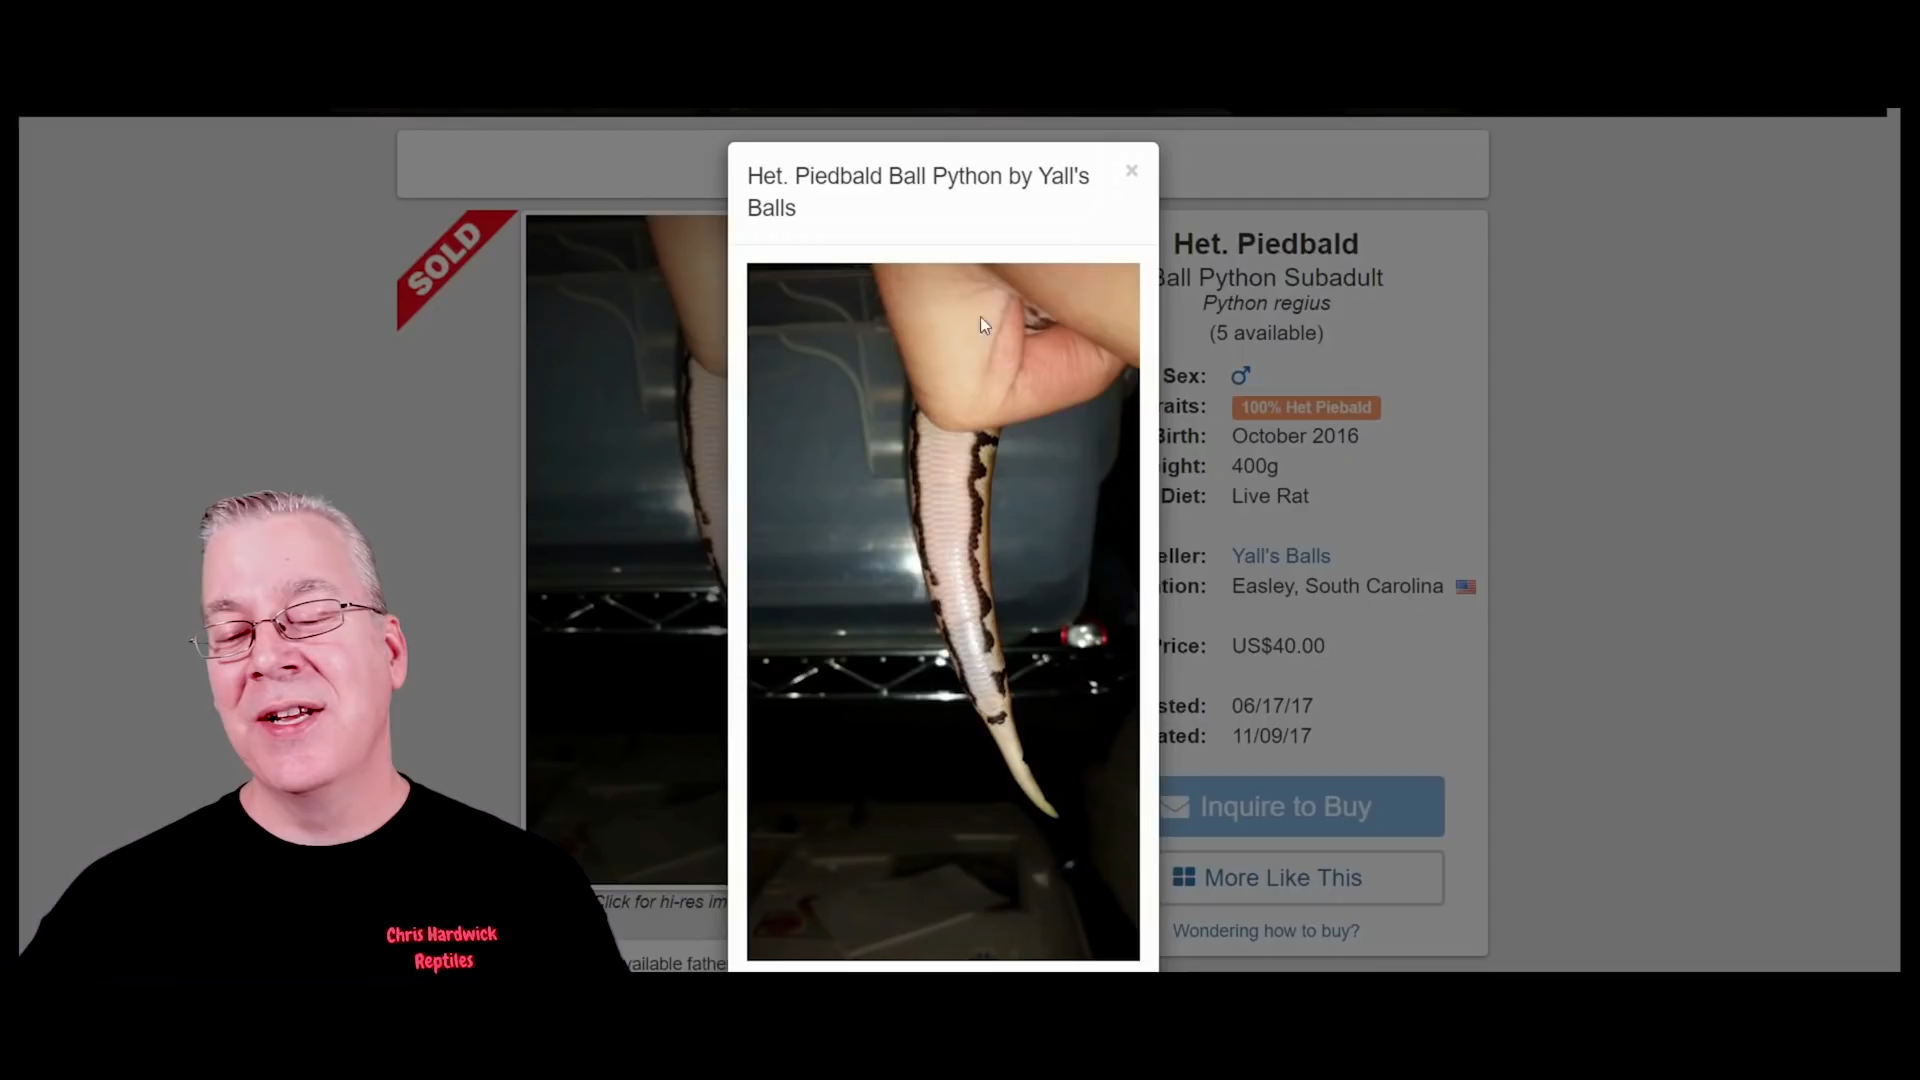 Het. Piedbald Ball Python by Yall's
Balls
×
SOLD
Het. Piedbald
Ball Python Subadult
Python regius
(5 available)
Sex: ♂
raits: 100% Het Piebald
Birth: October 2016
ight: 400g
Diet: Live Rat
eller: Yall's Balls
tion: Easley, South Carolina
Price: US$40.00
sted: 06/17/17
ated: 11/09/17
Inquire to Buy
More Like This
Wondering how to buy?
Click for hi-res im
vailable fathe
Chris Hardwick
Reptiles